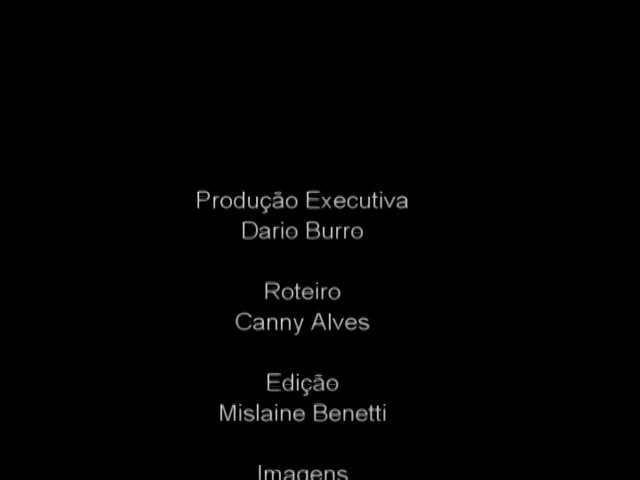 Produção Executiva
Dario Burro
Roteiro
Canny Alves
Edição
Mislaine Benetti
Imagens